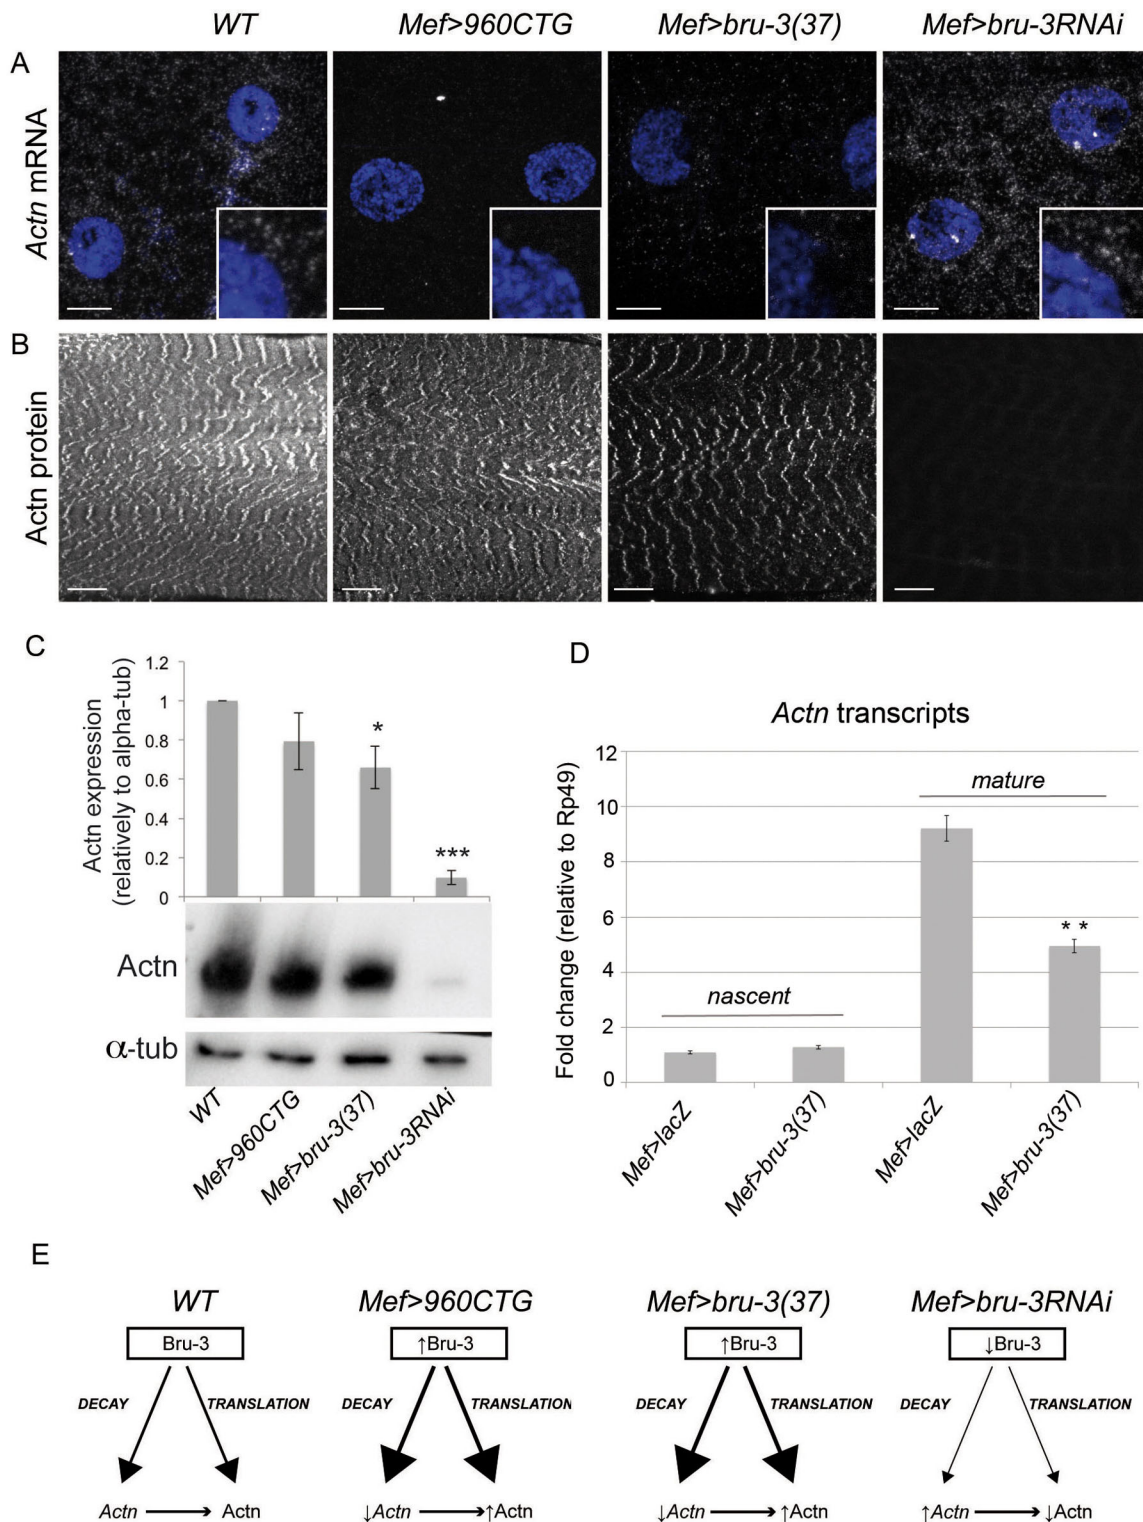 WT Mef>960CTG Mef>bru-3(37) Mef>bru-3RNAi
A
Actn mRNA
B
Actn protein
C
Actn expression
(relatively to alpha-tub)
1.2
1
0.8
0.6
0.4
0.2
0
*
***
Actn
α-tub
WT
Mef>960CTG
Mef>bru-3(37)
Mef>bru-3RNAi
D
Actn transcripts
Fold change (relative to Rp49)
12
10
8
6
4
2
0
nascent
mature
* *
Mef>lacZ
Mef>bru-3(37)
Mef>lacZ
Mef>bru-3(37)
E
WT Mef>960CTG Mef>bru-3(37) Mef>bru-3RNAi
Bru-3 ↑Bru-3 ↑Bru-3 ↓Bru-3
DECAY TRANSLATION DECAY TRANSLATION DECAY TRANSLATION DECAY TRANSLATION
Actn → Actn ↓Actn → ↑Actn ↓Actn → ↑Actn ↑Actn → ↓Actn